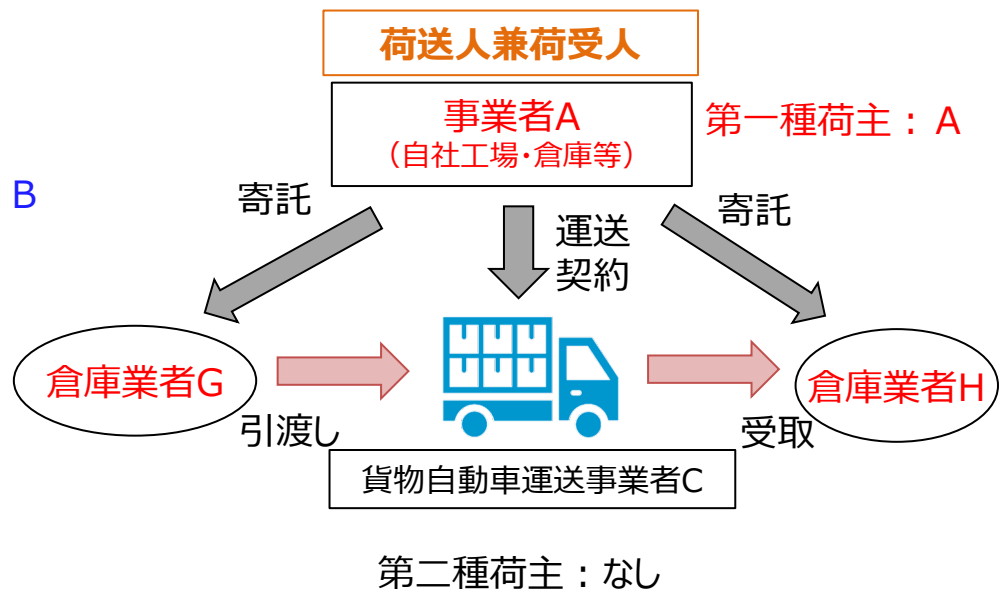 荷送人兼荷受人
事業者A
（自社工場･倉庫等）
第一種荷主：A
B
寄託
運送
契約
寄託
倉庫業者G
引渡し
受取
倉庫業者H
貨物自動車運送事業者C
第二種荷主：なし